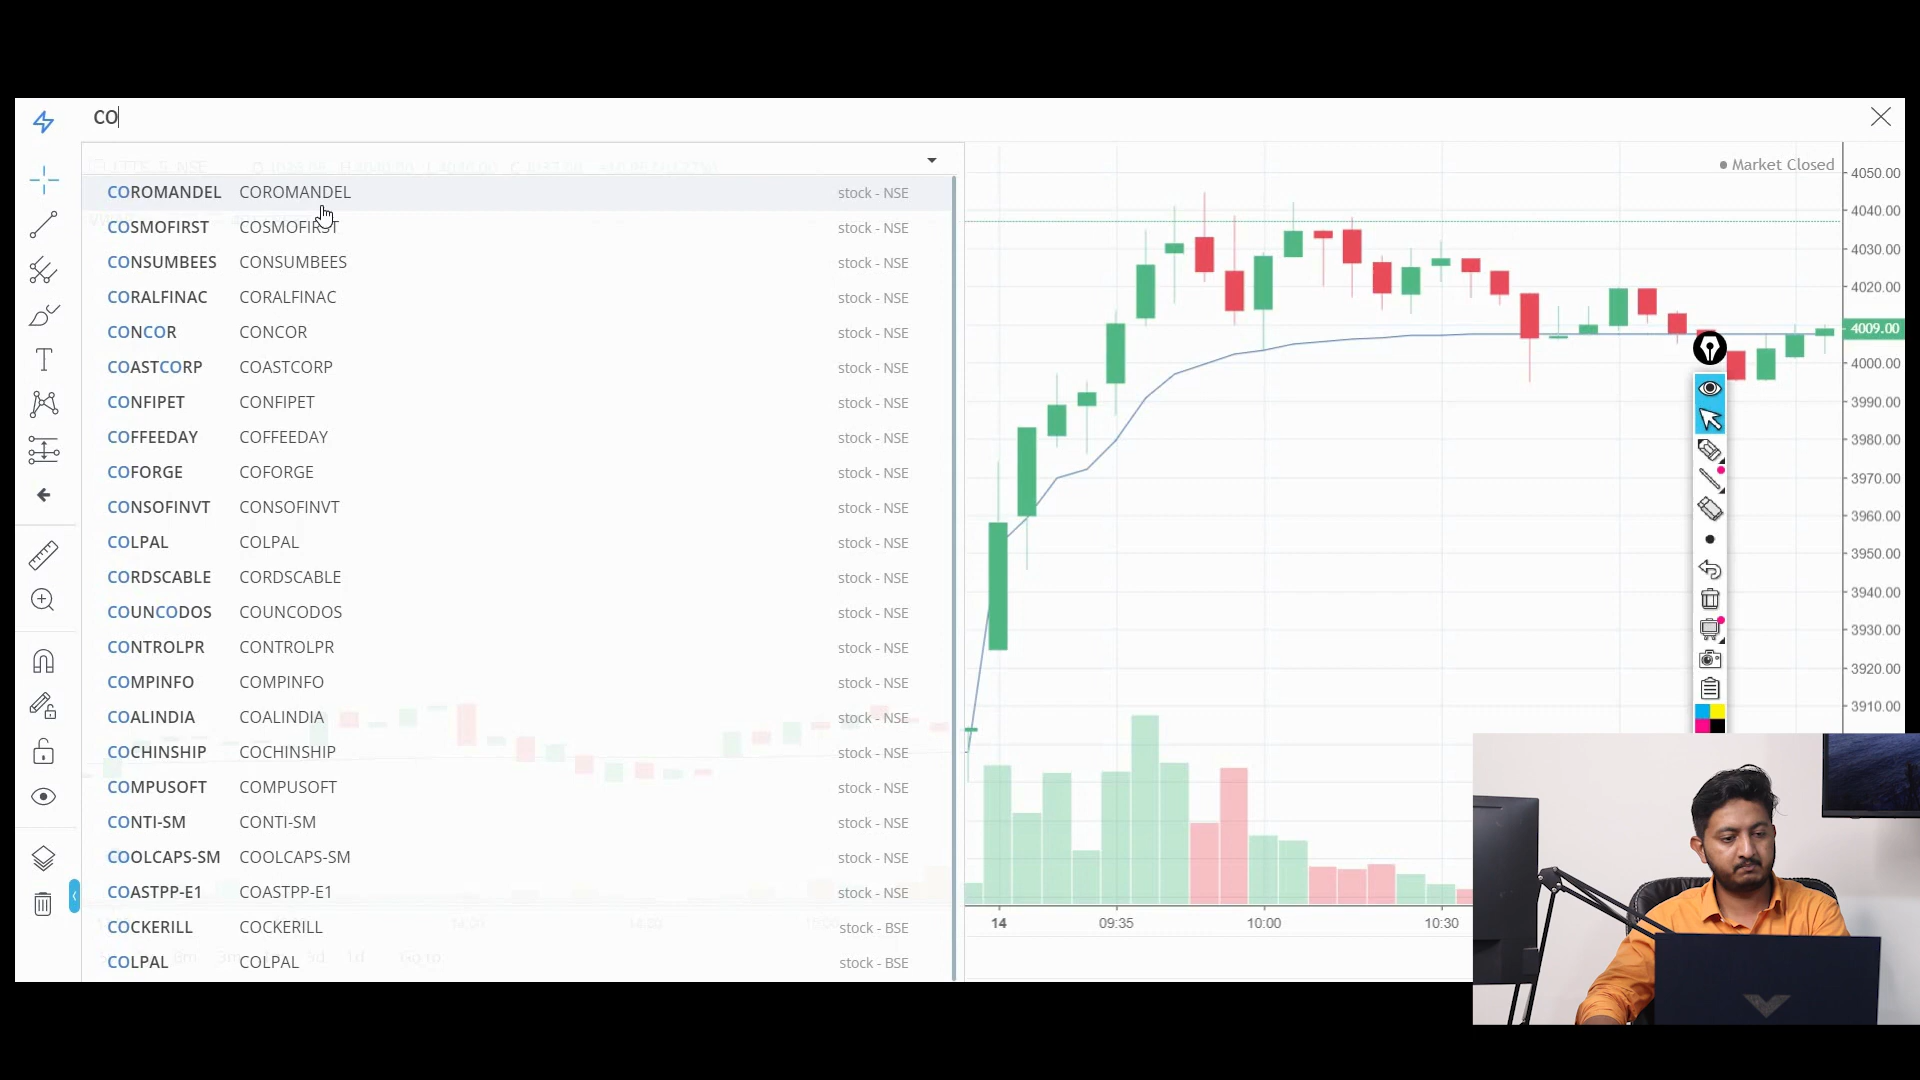 CO
Market Closed
COROMANDEL COROMANDEL stock - NSE
COSMOFIRST COSMOFIRST stock - NSE
CONSUMBEES CONSUMBEES stock - NSE
CORALFINAC CORALFINAC stock - NSE
CONCOR CONCOR stock - NSE
COASTCORP COASTCORP stock - NSE
CONFIPET CONFIPET stock - NSE
COFFEEDAY COFFEEDAY stock - NSE
COFORGE COFORGE stock - NSE
CONSOFINVT CONSOFINVT stock - NSE
COLPAL COLPAL stock - NSE
CORDSCABLE CORDSCABLE stock - NSE
COUNCODOS COUNCODOS stock - NSE
CONTROLPR CONTROLPR stock - NSE
COMPINFO COMPINFO stock - NSE
COALINDIA COALINDIA stock - NSE
COCHINSHIP COCHINSHIP stock - NSE
COMPUSOFT COMPUSOFT stock - NSE
CONTI-SM CONTI-SM stock - NSE
COOLCAPS-SM COOLCAPS-SM stock - NSE
COASTPP-E1 COASTPP-E1 stock - NSE
COCKERILL COCKERILL stock - BSE
COLPAL COLPAL stock - BSE
4050.00
4040.00
4030.00
4020.00
4009.00
4000.00
3990.00
3980.00
3970.00
3960.00
3950.00
3940.00
3930.00
3920.00
3910.00
14 09:35 10:00 10:30